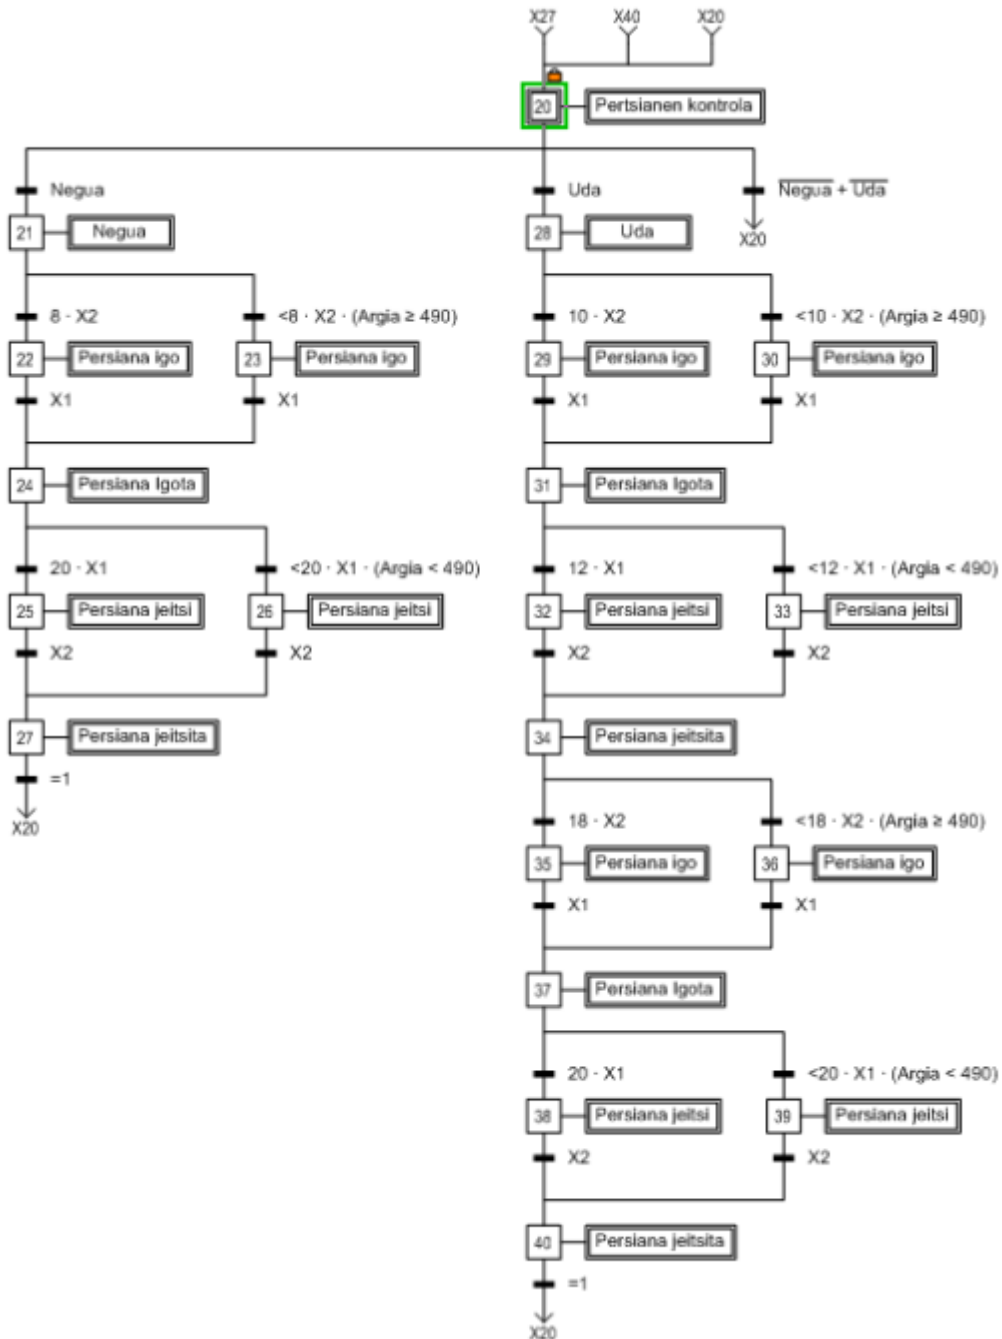 X27 X40 X20
20 Pertsianen kontrola
Negua Uda Negua + Uda
21 Negua 28 Uda X20
8 · X2 <8 · X2 · (Argia ≥ 490) 10 · X2 <10 · X2 · (Argia ≥ 490)
22 Persiana igo 23 Persiana igo 29 Persiana igo 30 Persiana igo
X1 X1 X1 X1
24 Persiana Igota 31 Persiana Igota
20 · X1 <20 · X1 · (Argia < 490) 12 · X1 <12 · X1 · (Argia < 490)
25 Persiana jeitsi 26 Persiana jeitsi 32 Persiana jeitsi 33 Persiana jeitsi
X2 X2 X2 X2
27 Persiana jeitsita 34 Persiana jeitsita
=1
X20 18 · X2 <18 · X2 · (Argia ≥ 490)
35 Persiana igo 36 Persiana igo
X1 X1
37 Persiana Igota
20 · X1 <20 · X1 · (Argia < 490)
38 Persiana jeitsi 39 Persiana jeitsi
X2 X2
40 Persiana jeitsita
=1
X20